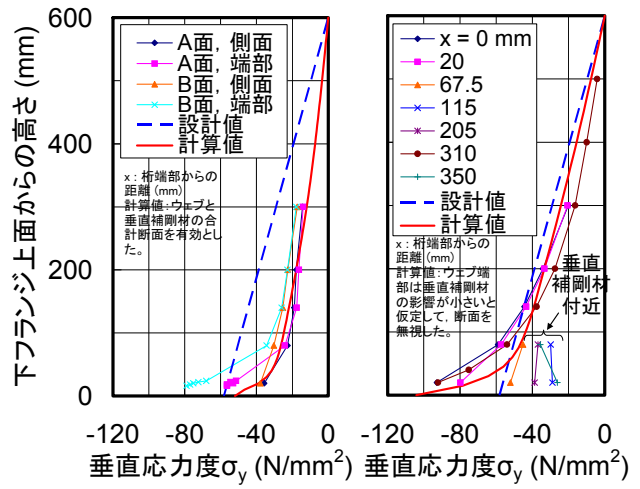 下フランジ上面からの高さ (mm)
600
400
200
0
A面, 側面
A面, 端部
B面, 側面
B面, 端部
設計値
計算値
x : 桁端部からの
距離 (mm)
計算値:ウェブと
垂直補剛材の合
計断面を有効とし
た。
-120
-80
-40
0
垂直応力度σy (N/mm2)
x = 0 mm
20
67.5
115
205
310
350
設計値
計算値
x : 桁端部からの
距離 (mm)
計算値:ウェブ端
部は垂直補剛材
の影響が小さいと
仮定して, 断面を
無視した。
垂直
補剛材
付近
-120
-80
-40
0
垂直応力度σy (N/mm2)